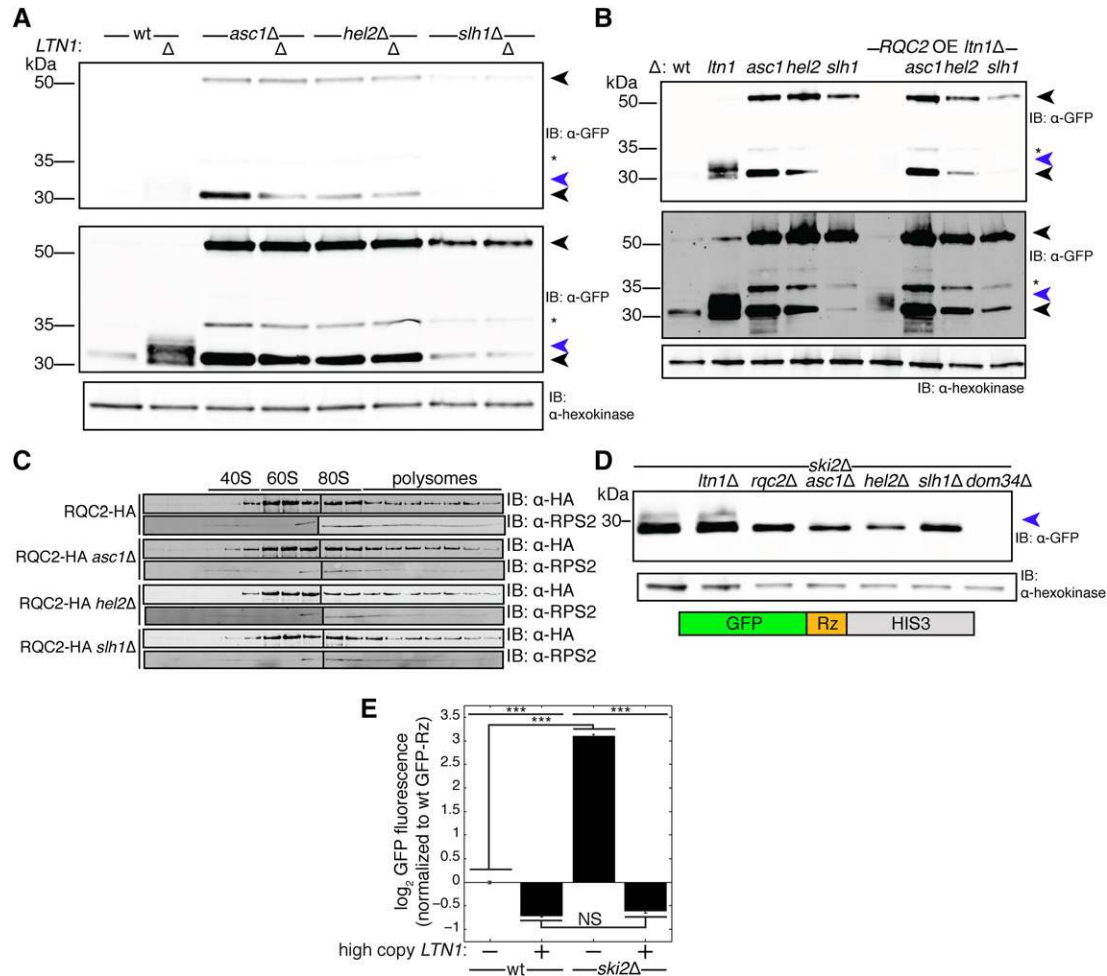 A
LTN1: wt asc1Δ hel2Δ slh1Δ
Δ Δ Δ Δ
kDa
50
IB: α-GFP
35
*
30
50
IB: α-GFP
35
*
30
IB:
α-hexokinase
B
RQC2 OE ltn1Δ
Δ: wt ltn1 asc1 hel2 slh1 asc1 hel2 slh1
kDa
50
IB: α-GFP
35
*
30
50
IB: α-GFP
35
*
30
IB: α-hexokinase
C
40S 60S 80S polysomes
RQC2-HA IB: α-HA
IB: α-RPS2
RQC2-HA asc1Δ IB: α-HA
IB: α-RPS2
RQC2-HA hel2Δ IB: α-HA
IB: α-RPS2
RQC2-HA slh1Δ IB: α-HA
IB: α-RPS2
D
ski2Δ
ltn1Δ rqc2Δ asc1Δ hel2Δ slh1Δ dom34Δ
kDa
30
IB: α-GFP
IB:
α-hexokinase
GFP Rz HIS3
E
log2 GFP fluorescence
(normalized to wt GFP-Rz)
3.5
3
2.5
2
1.5
1
0.5
0
−0.5
−1
*** *** ***
NS
high copy LTN1: − + − +
wt ski2Δ